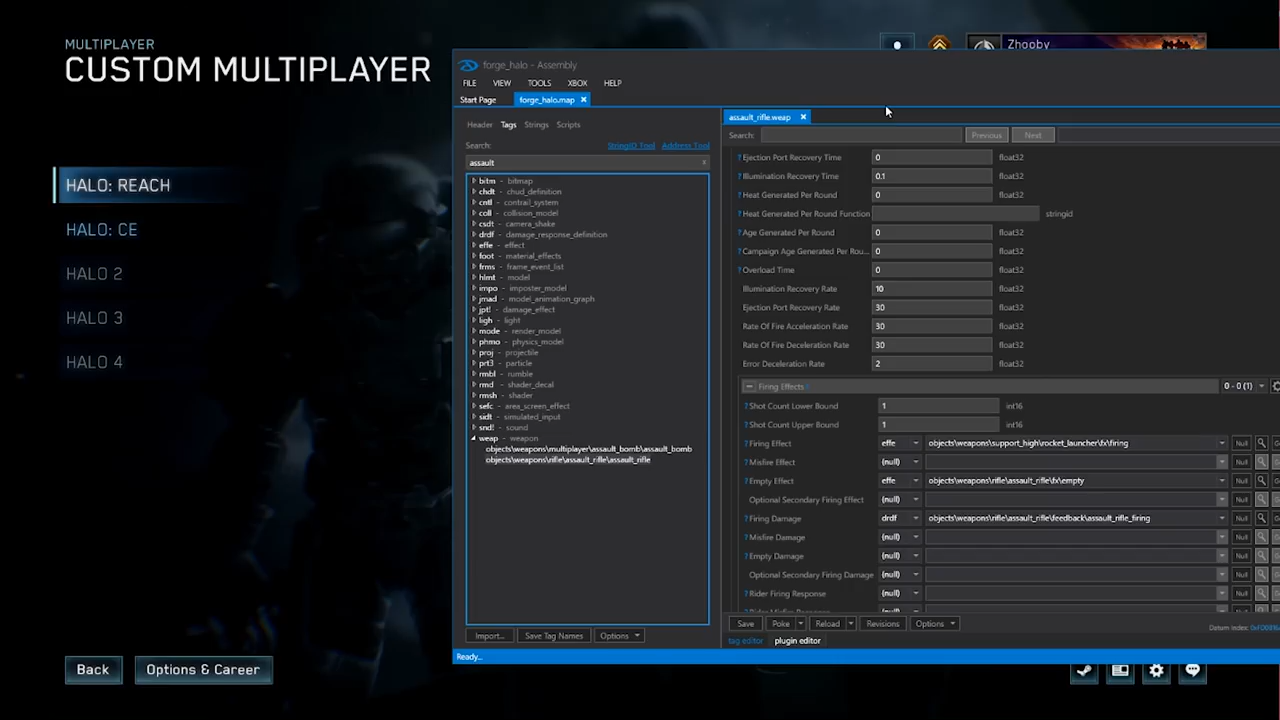 MULTIPLAYER
CUSTOM MULTIPLAYER
Zhooby
HALO: REACH
HALO: CE
HALO 2
HALO 3
HALO 4
Back
Options & Career
forge_halo - Assembly
FILE VIEW TOOLS XBOX HELP
Start Page forge_halo.map ×
Header Tags Strings Scripts
Search: StringID Tool Address Tool
assault x
bitm - bitmap
chdt - chud_definition
cntl - contrail_system
coll - collision_model
csdt - camera_shake
drdf - damage_response_definition
effe - effect
foot - material_effects
frms - frame_event_list
hlmt - model
impo - imposter_model
jmad - model_animation_graph
jpt! - damage_effect
ligh - light
mode - render_model
phmo - physics_model
proj - projectile
prt3 - particle
rmbl - rumble
rmd - shader_decal
rmsh - shader
sefc - area_screen_effect
sidt - simulated_input
snd! - sound
weap - weapon
objects\weapons\multiplayer\assault_bomb\assault_bomb
objects\weapons\rifle\assault_rifle\assault_rifle
Import... Save Tag Names Options
Ready...
assault_rifle.weap ×
Search: Previous Next
? Ejection Port Recovery Time 0 float32
? Illumination Recovery Time 0.1 float32
? Heat Generated Per Round 0 float32
? Heat Generated Per Round Function stringid
? Age Generated Per Round 0 float32
? Campaign Age Generated Per Rou... 0 float32
? Overload Time 0 float32
Illumination Recovery Rate 10 float32
Ejection Port Recovery Rate 30 float32
Rate Of Fire Acceleration Rate 30 float32
Rate Of Fire Deceleration Rate 30 float32
Error Deceleration Rate 2 float32
Firing Effects ? 0 - 0 (1)
? Shot Count Lower Bound 1 int16
? Shot Count Upper Bound 1 int16
? Firing Effect effe objects\weapons\support_high\rocket_launcher\fx\firing Null
? Misfire Effect (null) Null
? Empty Effect effe objects\weapons\rifle\assault_rifle\fx\empty Null
Optional Secondary Firing Effect (null) Null
? Firing Damage drdf objects\weapons\rifle\assault_rifle\feedback\assault_rifle_firing Null
? Misfire Damage (null) Null
? Empty Damage (null) Null
Optional Secondary Firing Damage (null) Null
? Rider Firing Response (null) Null
Save Poke Reload Revisions Options Datum Index:
tag editor plugin editor